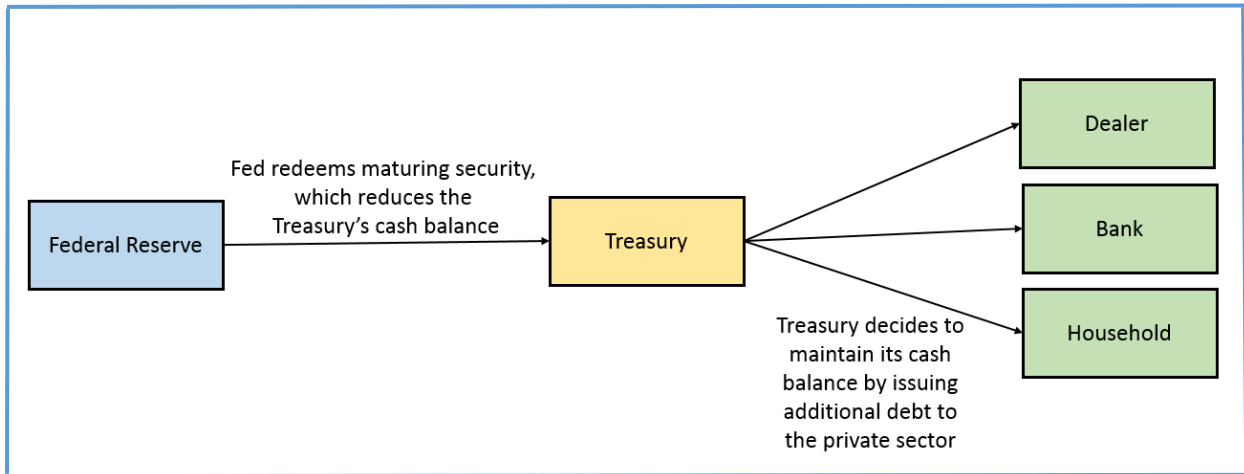 Federal Reserve
Fed redeems maturing security,
which reduces the
Treasury's cash balance
Treasury
Dealer
Bank
Household
Treasury decides to
maintain its cash
balance by issuing
additional debt to
the private sector